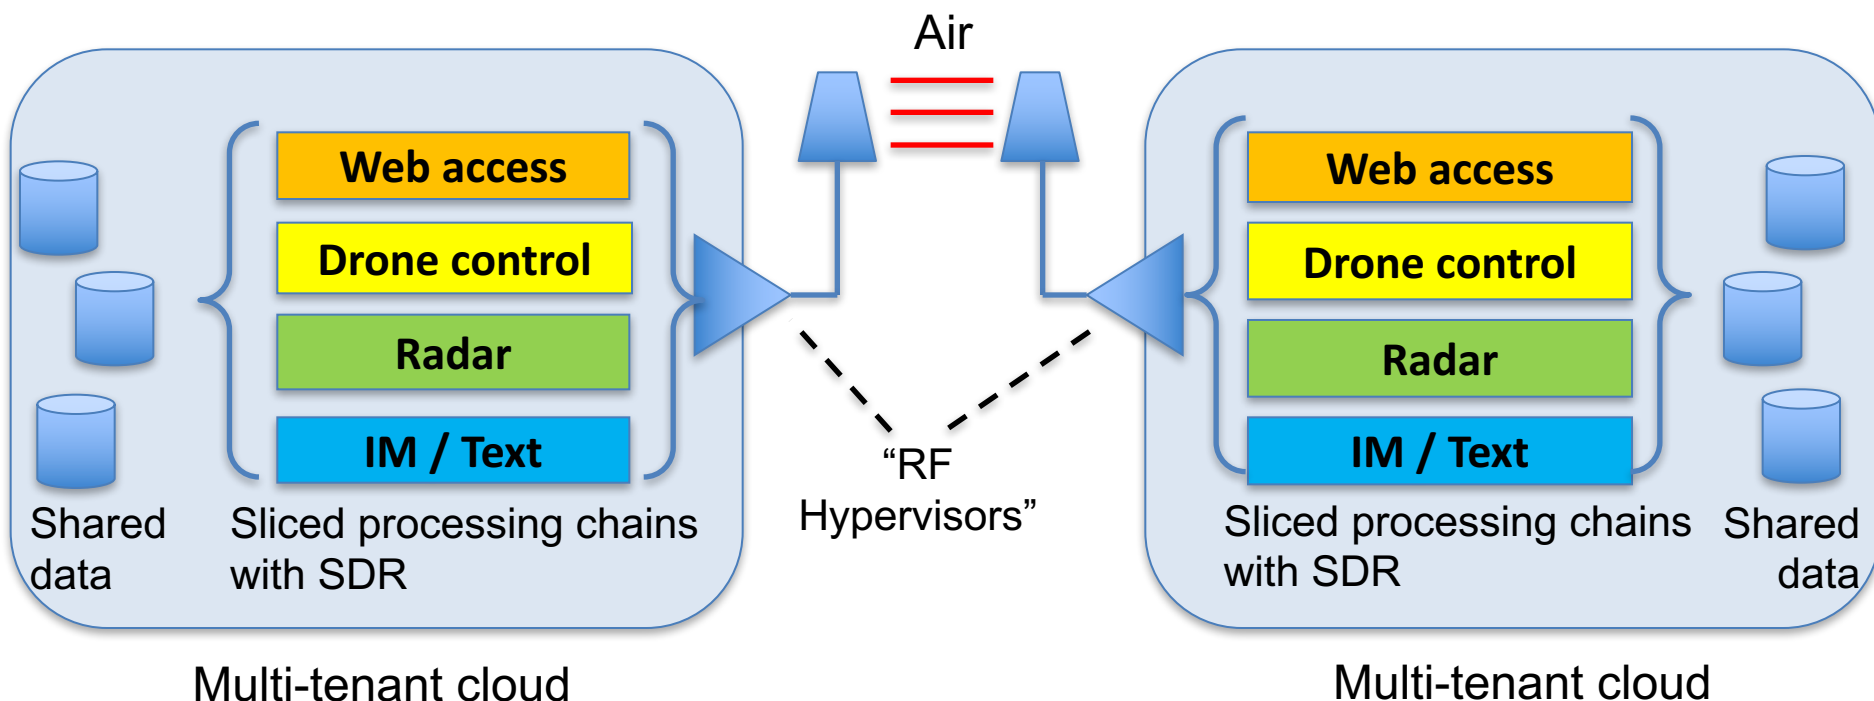 Air
Web access
Drone control
Radar
IM / Text
Shared
data
Sliced processing chains
with SDR
Multi-tenant cloud
“RF
Hypervisors”
Web access
Drone control
Radar
IM / Text
Sliced processing chains
with SDR
Shared
data
Multi-tenant cloud